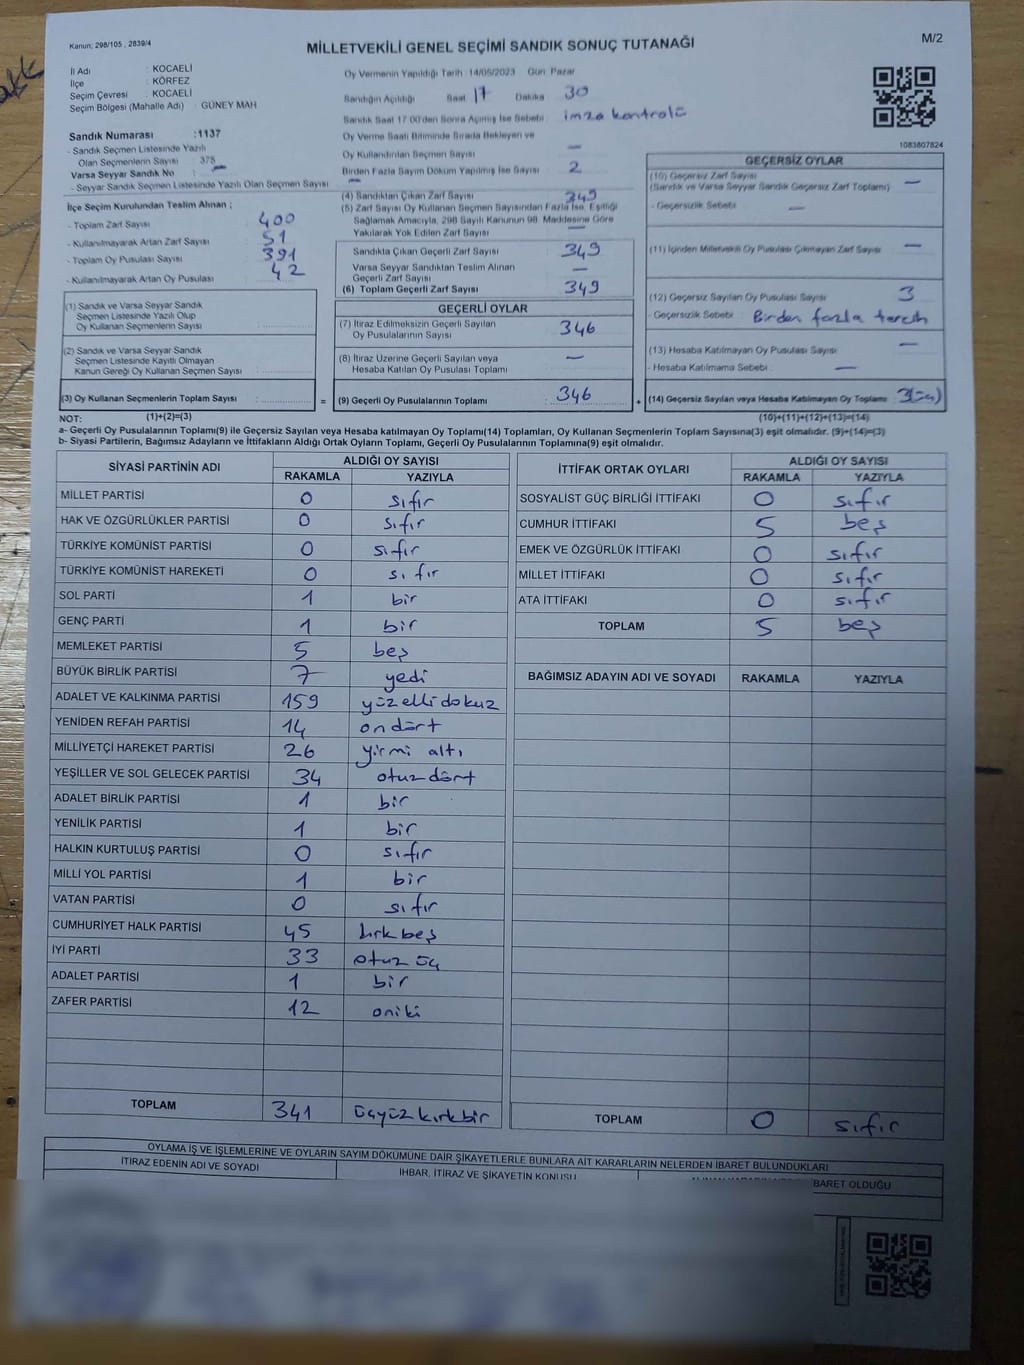 Kanun; 298/105 , 2839/4
MİLLETVEKİLİ GENEL SEÇİMİ SANDIK SONUÇ TUTANAĞI
M/2
İl Adı : KOCAELİ
İlçe : KÖRFEZ
Seçim Çevresi : KOCAELİ
Seçim Bölgesi (Mahalle Adı) : GÜNEY MAH
Sandık Numarası :1137
- Sandık Seçmen Listesinde Yazılı
Olan Seçmenlerin Sayısı 378
Varsa Seyyar Sandık No : —
- Seyyar Sandık Seçmen Listesinde Yazılı Olan Seçmen Sayısı : —
İlçe Seçim Kurulundan Teslim Alınan ;
- Toplam Zarf Sayısı : 400
- Kullanılmayarak Artan Zarf Sayısı : 51
- Toplam Oy Pusulası Sayısı : 391
- Kullanılmayarak Artan Oy Pusulası : 42
Oy Vermenin Yapıldığı Tarih :14/05/2023 Gün Pazar
Sandığın Açıldığı Saat 17 Dakika 30
Sandık Saat 17:00'den Sonra Açılmış İse Sebebi : imza kontrolü
Oy Verme Saati Bitiminde Sırada Bekleyen ve
Oy Kullandırılan Seçmen Sayısı —
Birden Fazla Sayım Döküm Yapılmış İse Sayısı : 2
(4) Sandıktan Çıkan Zarf Sayısı : 349
(5) Zarf Sayısı Oy Kullanan Seçmen Sayısından Fazla İse, Eşitliği
Sağlamak Amacıyla, 298 Sayılı Kanunun 98. Maddesine Göre
Yakılarak Yok Edilen Zarf Sayısı : —
Sandıkta Çıkan Geçerli Zarf Sayısı : 349
Varsa Seyyar Sandıktan Teslim Alınan
Geçerli Zarf Sayısı : —
(6) Toplam Geçerli Zarf Sayısı : 349
1083807824
GEÇERSİZ OYLAR
(10) Geçersiz Zarf Sayısı : —
(Sandık ve Varsa Seyyar Sandık Geçersiz Zarf Toplamı)
- Geçersizlik Sebebi : —
(11) İçinden Milletvekili Oy Pusulası Çıkmayan Zarf Sayısı : —
(12) Geçersiz Sayılan Oy Pusulası Sayısı : 3
- Geçersizlik Sebebi : Birden fazla tercih
(13) Hesaba Katılmayan Oy Pusulası Sayısı : —
- Hesaba Katılmama Sebebi : —
(1) Sandık ve Varsa Seyyar Sandık
Seçmen Listesinde Yazılı Olup
Oy Kullanan Seçmenlerin Sayısı :
(2) Sandık ve Varsa Seyyar Sandık
Seçmen Listesinde Kayıtlı Olmayan
Kanun Gereği Oy Kullanan Seçmen Sayısı :
GEÇERLİ OYLAR
(7) İtiraz Edilmeksizin Geçerli Sayılan
Oy Pusulalarının Sayısı : 346
(8) İtiraz Üzerine Geçerli Sayılan veya
Hesaba Katılan Oy Pusulası Toplamı : —
(3) Oy Kullanan Seçmenlerin Toplam Sayısı : = (9) Geçerli Oy Pusulalarının Toplamı : 346 + (14) Geçersiz Sayılan veya Hesaba Katılmayan Oy Toplamı : 3(üç)
NOT: (1)+(2)=(3) (10)+(11)+(12)+(13)=(14)
a- Geçerli Oy Pusulalarının Toplamı(9) ile Geçersiz Sayılan veya Hesaba Katılmayan Oy Toplamı(14) Toplamları, Oy Kullanan Seçmenlerin Toplam Sayısına(3) eşit olmalıdır. (9)+(14)=(3)
b- Siyasi Partilerin, Bağımsız Adayların ve İttifakların Aldığı Ortak Oyların Toplamı, Geçerli Oy Pusulalarının Toplamına(9) eşit olmalıdır.
SİYASİ PARTİNİN ADI ALDIĞI OY SAYISI
RAKAMLA YAZIYLA
MİLLET PARTİSİ 0 sıfır
HAK VE ÖZGÜRLÜKLER PARTİSİ 0 sıfır
TÜRKİYE KOMÜNİST PARTİSİ 0 sıfır
TÜRKİYE KOMÜNİST HAREKETİ 0 sıfır
SOL PARTİ 1 bir
GENÇ PARTİ 1 bir
MEMLEKET PARTİSİ 5 beş
BÜYÜK BİRLİK PARTİSİ 7 yedi
ADALET VE KALKINMA PARTİSİ 159 yüz elli dokuz
YENİDEN REFAH PARTİSİ 14 on dört
MİLLİYETÇİ HAREKET PARTİSİ 26 yirmi altı
YEŞİLLER VE SOL GELECEK PARTİSİ 34 otuz dört
ADALET BİRLİK PARTİSİ 1 bir
YENİLİK PARTİSİ 1 bir
HALKIN KURTULUŞ PARTİSİ 0 sıfır
MİLLİ YOL PARTİSİ 1 bir
VATAN PARTİSİ 0 sıfır
CUMHURİYET HALK PARTİSİ 45 kırk beş
İYİ PARTİ 33 otuz üç
ADALET PARTİSİ 1 bir
ZAFER PARTİSİ 12 oniki
TOPLAM 341 üçyüz kırk bir
İTTİFAK ORTAK OYLARI ALDIĞI OY SAYISI
RAKAMLA YAZIYLA
SOSYALİST GÜÇ BİRLİĞİ İTTİFAKI 0 sıfır
CUMHUR İTTİFAKI 5 beş
EMEK VE ÖZGÜRLÜK İTTİFAKI 0 sıfır
MİLLET İTTİFAKI 0 sıfır
ATA İTTİFAKI 0 sıfır
TOPLAM 5 beş
BAĞIMSIZ ADAYIN ADI VE SOYADI RAKAMLA YAZIYLA
TOPLAM 0 sıfır
OYLAMA İŞ VE İŞLEMLERİNE VE OYLARIN SAYIM DÖKÜMÜNE DAİR ŞİKAYETLERLE BUNLARA AİT KARARLARIN NELERDEN İBARET BULUNDUKLARI
İTİRAZ EDENİN ADI VE SOYADI İHBAR, İTİRAZ VE ŞİKAYETİN KONUSU BARET OLDUĞU